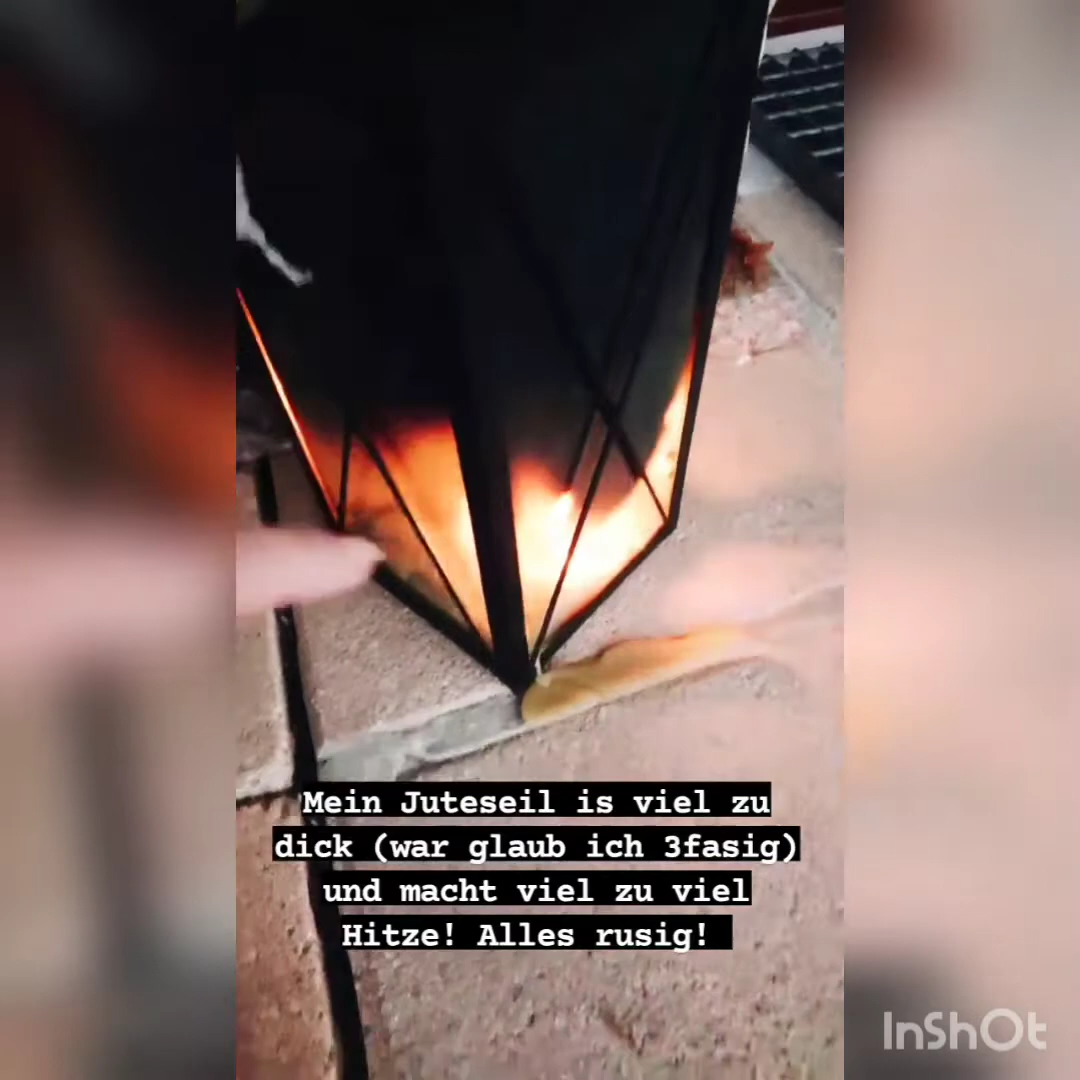 Mein Juteseil is viel zu
dick (war glaub ich 3fasig)
und macht viel zu viel
Hitze! Alles rusig!
InShOt